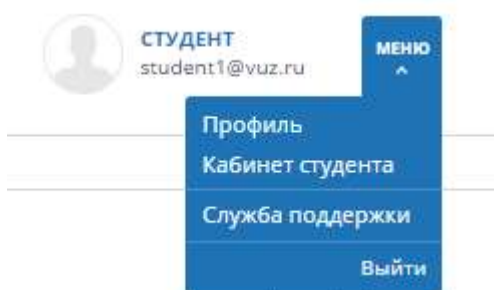 СТУДЕНТ
student1@vuz.ru
МЕНЮ
Профиль
Кабинет студента
Служба поддержки
Выйти